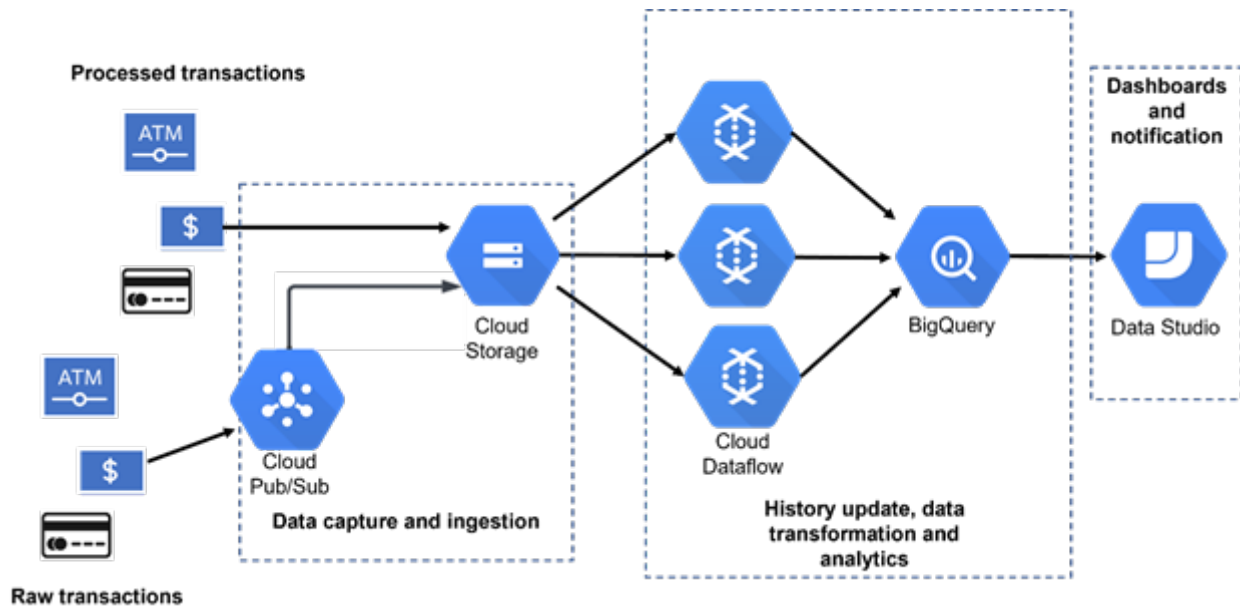 Processed transactions
ATM
$
ATM
$
Raw transactions
Cloud
Pub/Sub
Cloud
Storage
Data capture and ingestion
Cloud
Dataflow
BigQuery
History update, data
transformation and
analytics
Dashboards
and
notification
Data Studio